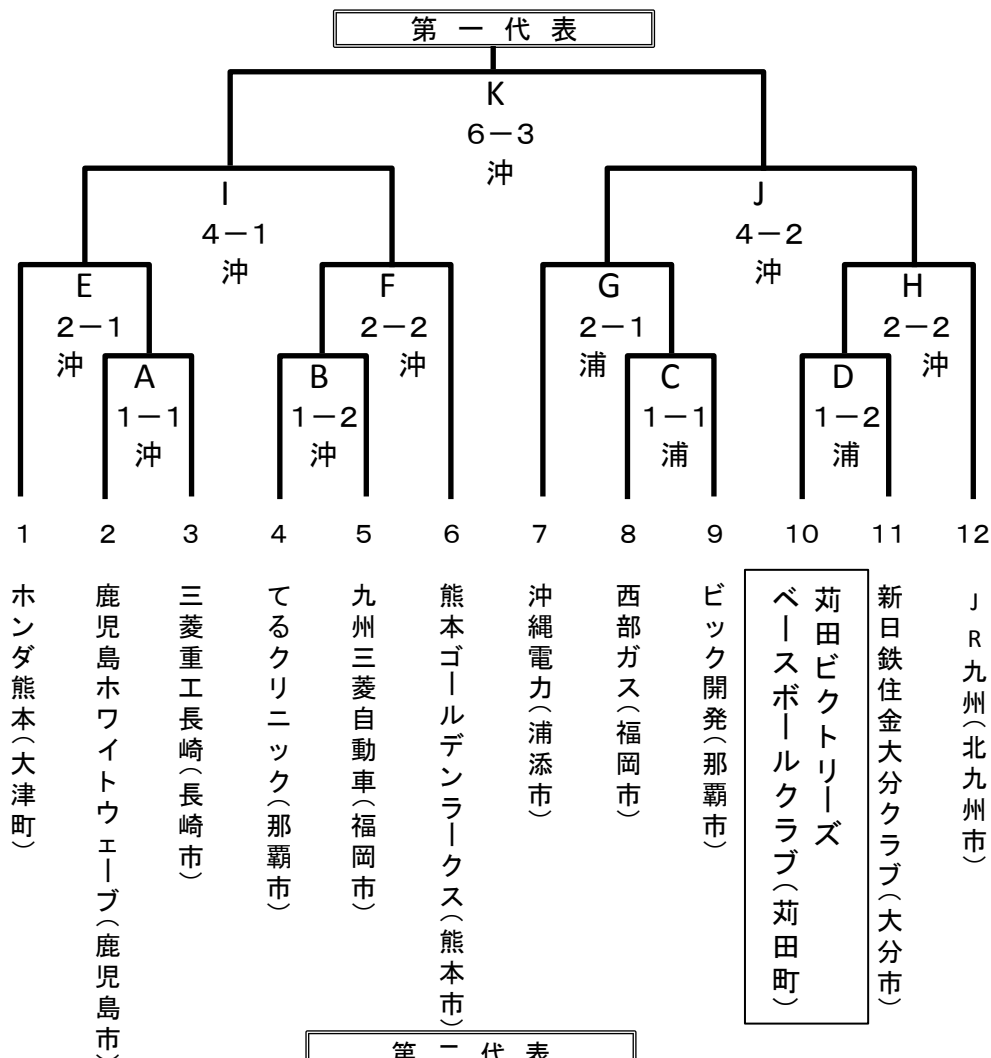 第一代表
K
6－3
沖
I
4－1
沖
J
4－2
沖
E
2－1
沖
F
2－2
沖
G
2－1
浦
H
2－2
沖
A
1－1
沖
B
1－2
沖
C
1－1
浦
D
1－2
浦
1 2 3 4 5 6 7 8 9 10 11 12
ホンダ熊本（大津町）
鹿児島ホワイトウェーブ（鹿児島市）
三菱重工長崎（長崎市）
てるクリニック（那覇市）
九州三菱自動車（福岡市）
熊本ゴールデンラークス（熊本市）
沖縄電力（浦添市）
西部ガス（福岡市）
ビック開発（那覇市）
苅田ビクトリーズ
ベースボールクラブ（苅田町）
新日鉄住金大分クラブ（大分市）
JR九州（北九州市）
第二代表